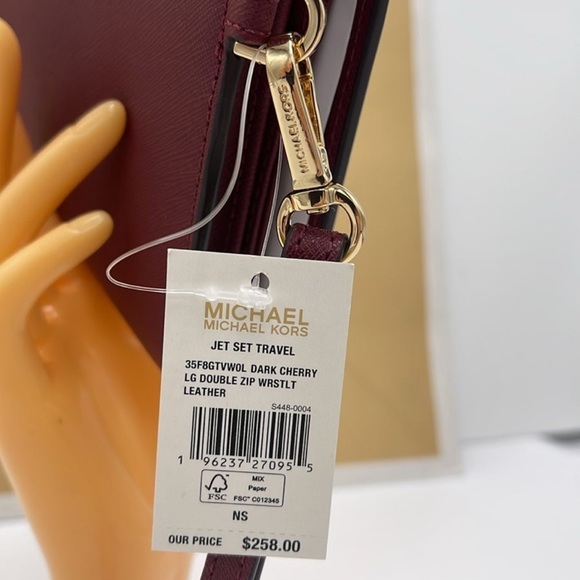 MICHAEL KORS
MICHAEL
MICHAEL KORS
JET SET TRAVEL
35F8GTVW0L DARK CHERRY
LG DOUBLE ZIP WRSTLT
LEATHER
S448-0004
1 96237 27095 5
FSC
MIX
Paper
FSC™ C012345
NS
OUR PRICE $258.00